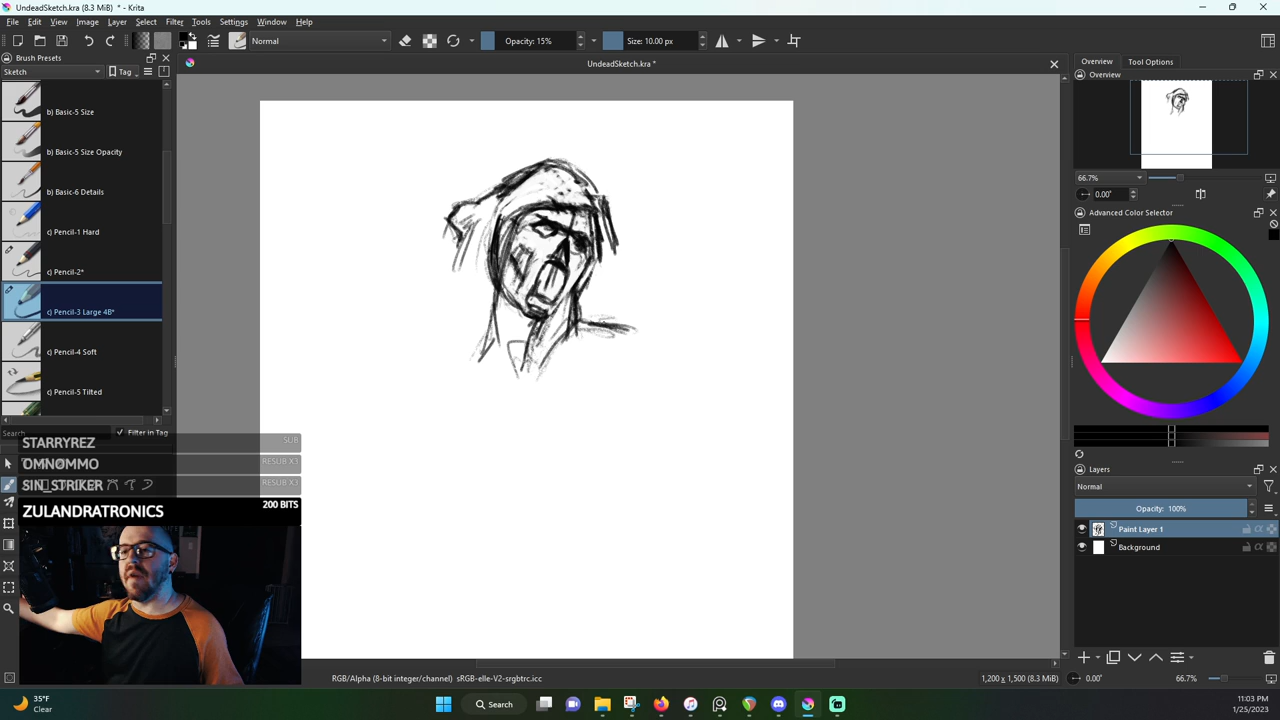 UndeadSketch.kra (8.3 MiB) * - Krita
File Edit View Image Layer Select Filter Tools Settings Window Help
Normal
Opacity: 15%
Size: 10.00 px
Brush Presets
Sketch
Tag
b) Basic-5 Size
b) Basic-5 Size Opacity
b) Basic-6 Details
c) Pencil-1 Hard
c) Pencil-2*
c) Pencil-3 Large 4B*
c) Pencil-4 Soft
c) Pencil-5 Tilted
Search
Filter in Tag
UndeadSketch.kra *
Overview Tool Options
Overview
66.7%
0.00°
Advanced Color Selector
Layers
Normal
Opacity: 100%
Paint Layer 1
Background
STARRYREZ SUB
OMNOMMO RESUB X3
SIN_STRIKER RESUB X3
ZULANDRATRONICS 200 BITS
RGB/Alpha (8-bit integer/channel) sRGB-elle-V2-srgbtrc.icc
1,200 x 1,500 (8.3 MiB)
0.00°
66.7%
35°F
Clear
Search
11:03 PM
1/25/2023